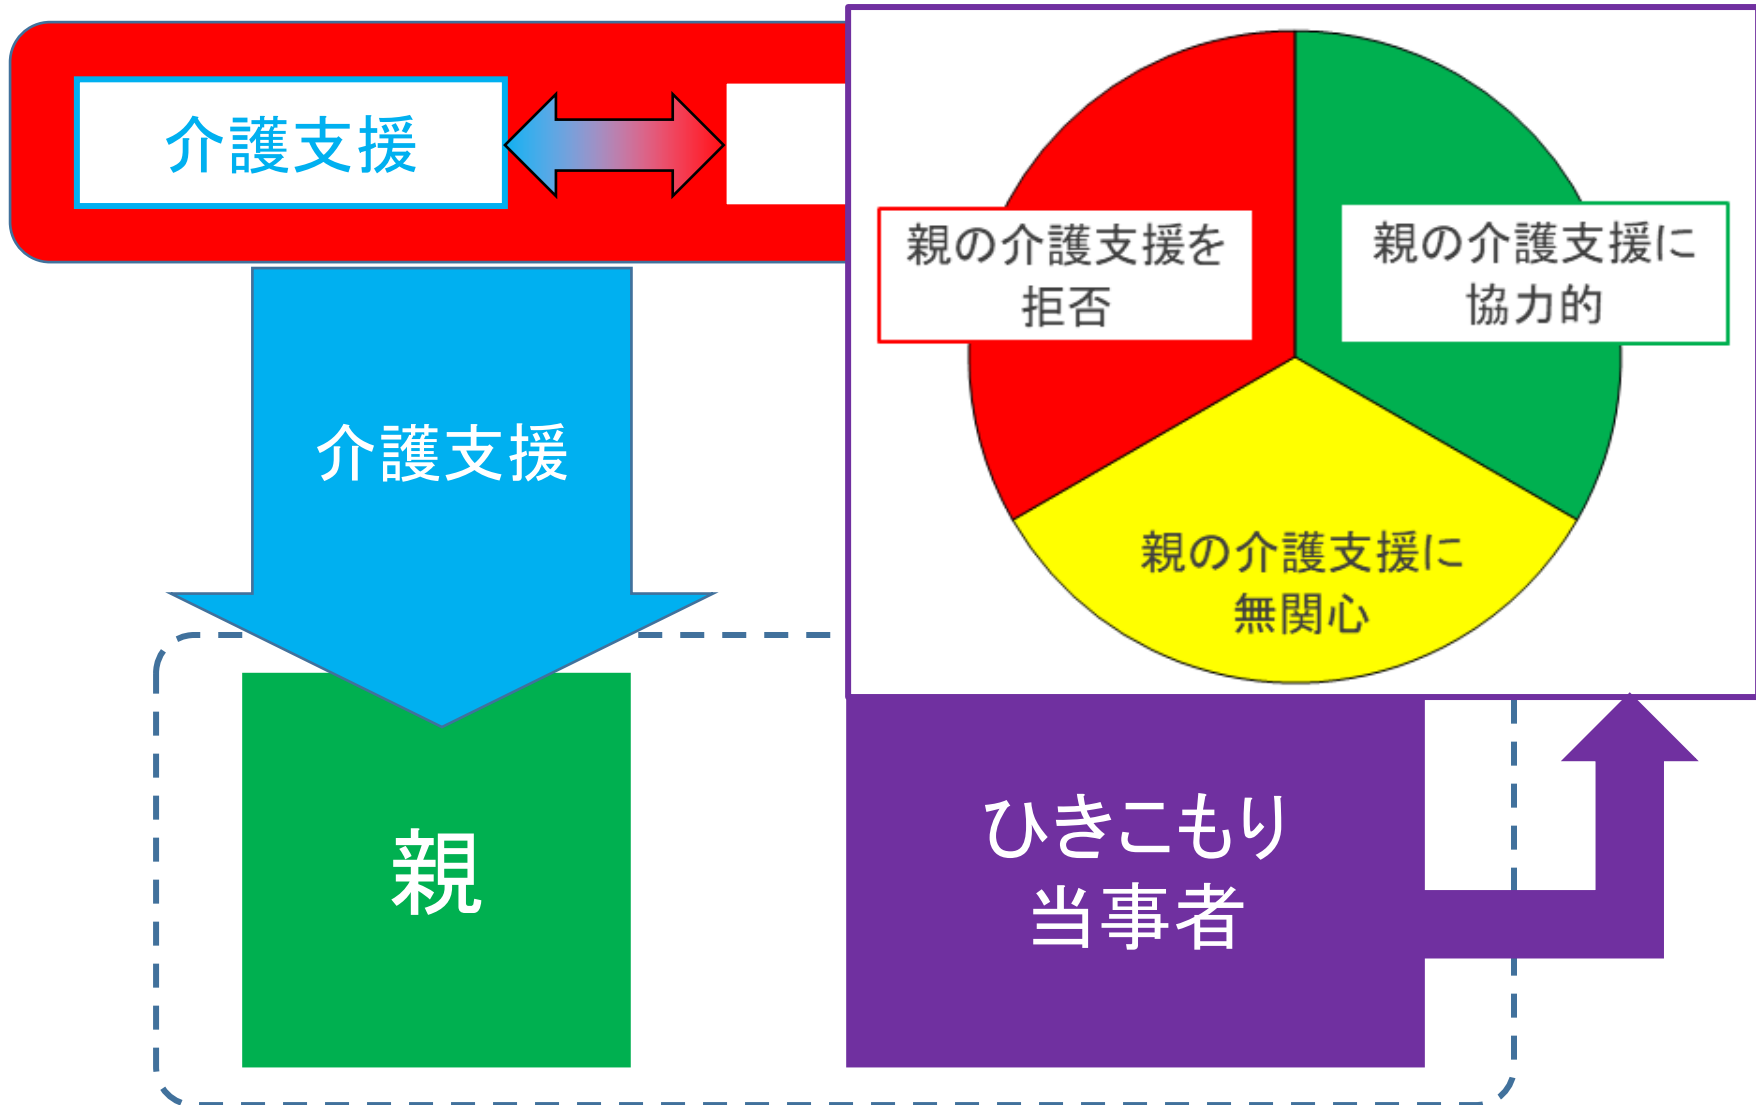 介護支援
親の介護支援を
拒否
親の介護支援に
協力的
親の介護支援に
無関心
介護支援
親
ひきこもり
当事者